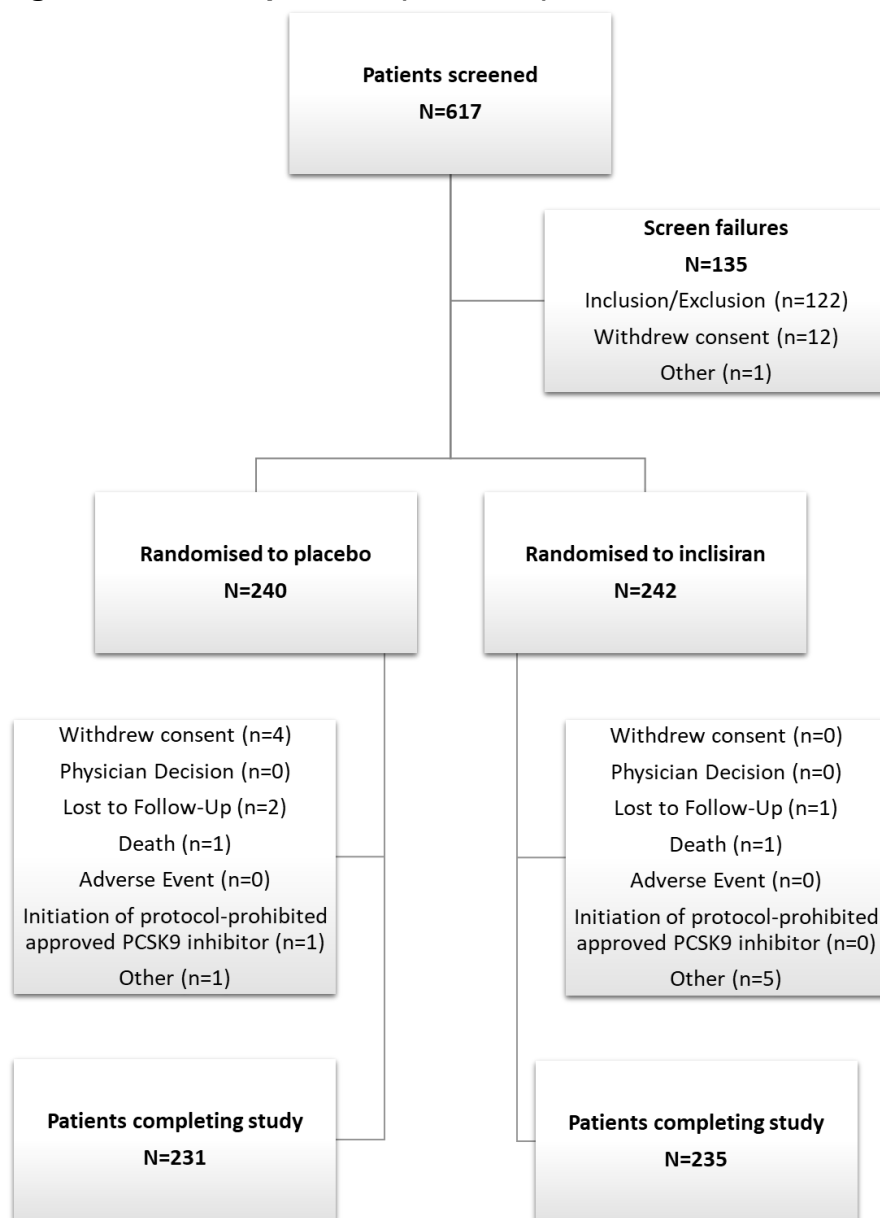 Patients screened
N=617
Screen failures
N=135
Inclusion/Exclusion (n=122)
Withdrew consent (n=12)
Other (n=1)
Randomised to placebo
N=240
Randomised to inclisiran
N=242
Withdrew consent (n=4)
Physician Decision (n=0)
Lost to Follow-Up (n=2)
Death (n=1)
Adverse Event (n=0)
Initiation of protocol-prohibited
approved PCSK9 inhibitor (n=1)
Other (n=1)
Withdrew consent (n=0)
Physician Decision (n=0)
Lost to Follow-Up (n=1)
Death (n=1)
Adverse Event (n=0)
Initiation of protocol-prohibited
approved PCSK9 inhibitor (n=0)
Other (n=5)
Patients completing study
N=231
Patients completing study
N=235